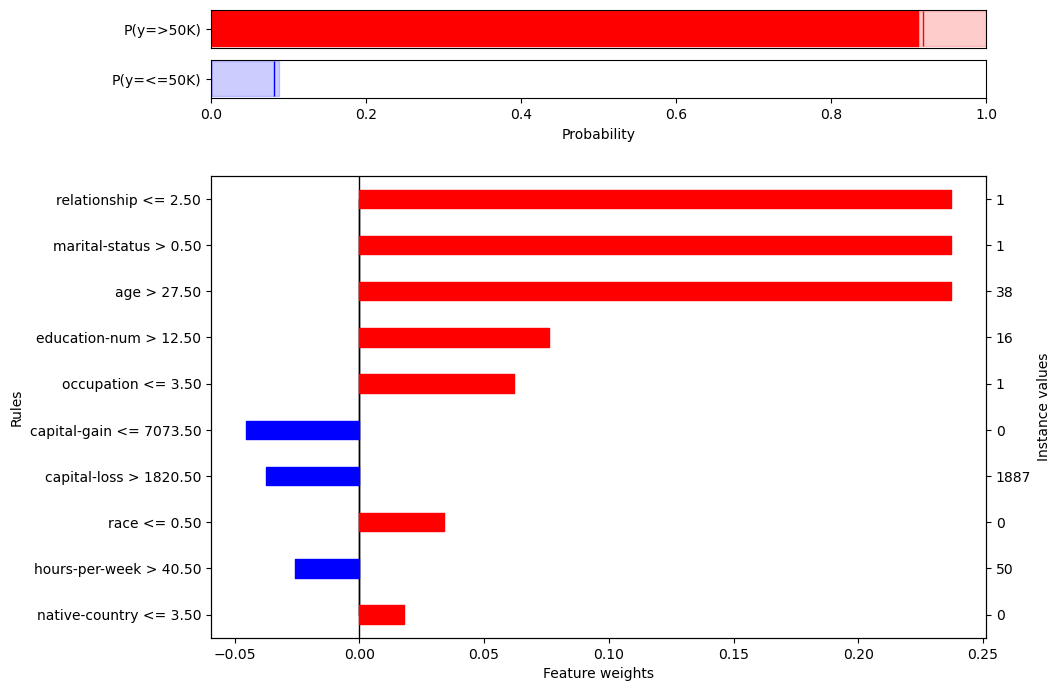 P(y=>50K)
P(y=<=50K)
0.0 0.2 0.4 0.6 0.8 1.0
Probability
relationship <= 2.50 1
marital-status > 0.50 1
age > 27.50 38
education-num > 12.50 16
occupation <= 3.50 1
Rules
Instance values
capital-gain <= 7073.50 0
capital-loss > 1820.50 1887
race <= 0.50 0
hours-per-week > 40.50 50
native-country <= 3.50 0
−0.05 0.00 0.05 0.10 0.15 0.20 0.25
Feature weights